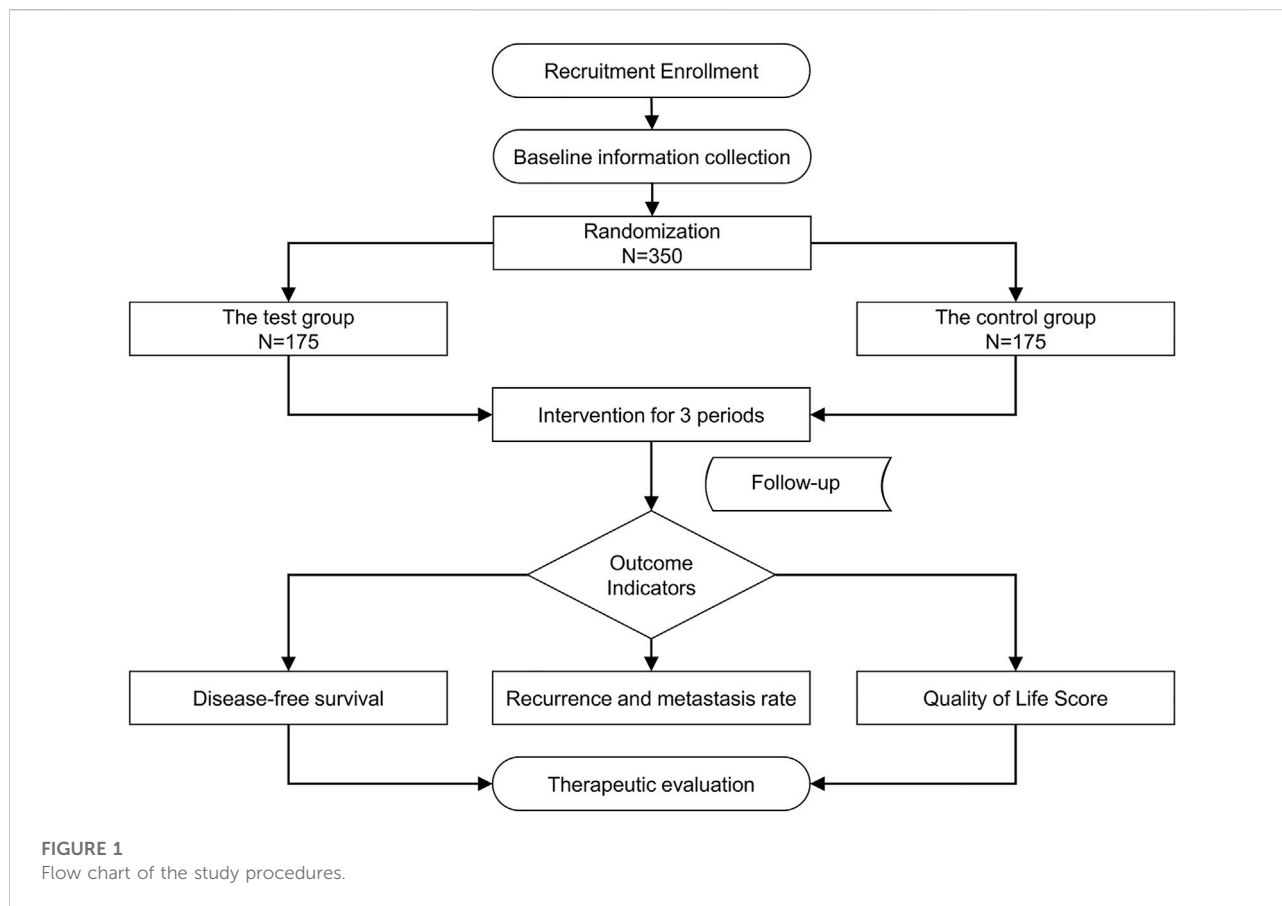 Recruitment Enrollment
Baseline information collection
Randomization
N=350
The test group
N=175
The control group
N=175
Intervention for 3 periods
Follow-up
Outcome
Indicators
Disease-free survival
Recurrence and metastasis rate
Quality of Life Score
Therapeutic evaluation
FIGURE 1
Flow chart of the study procedures.